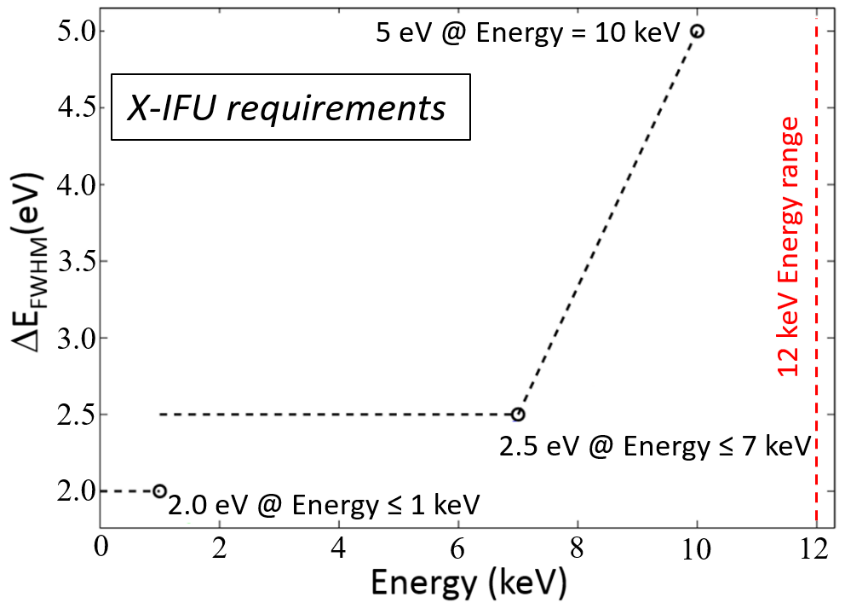 5.0
5 eV @ Energy = 10 keV
X-IFU requirements
4.5
4.0
3.5
3.0
2.5
2.0
ΔE_FWHM(eV)
12 keV Energy range
2.5 eV @ Energy ≤ 7 keV
2.0 eV @ Energy ≤ 1 keV
0 2 4 6 8 10 12
Energy (keV)